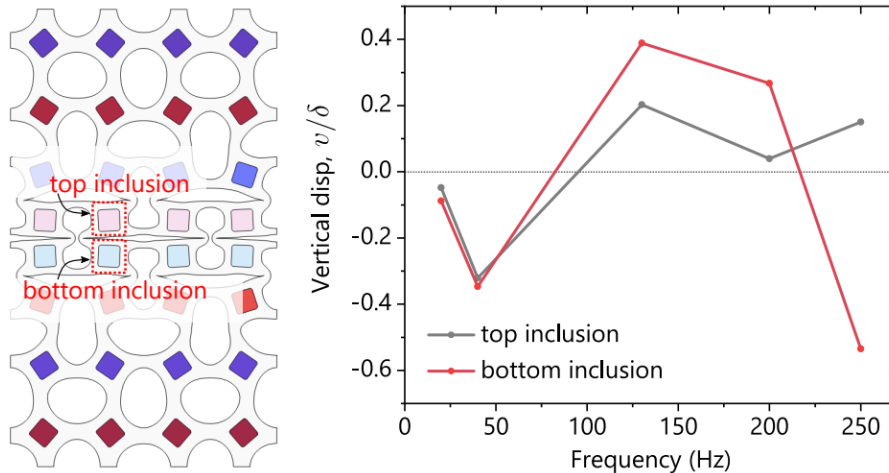 top inclusion
bottom inclusion
Vertical disp, v/δ
0.4
0.2
0.0
-0.2
-0.4
-0.6
top inclusion
bottom inclusion
0 50 100 150 200 250
Frequency (Hz)